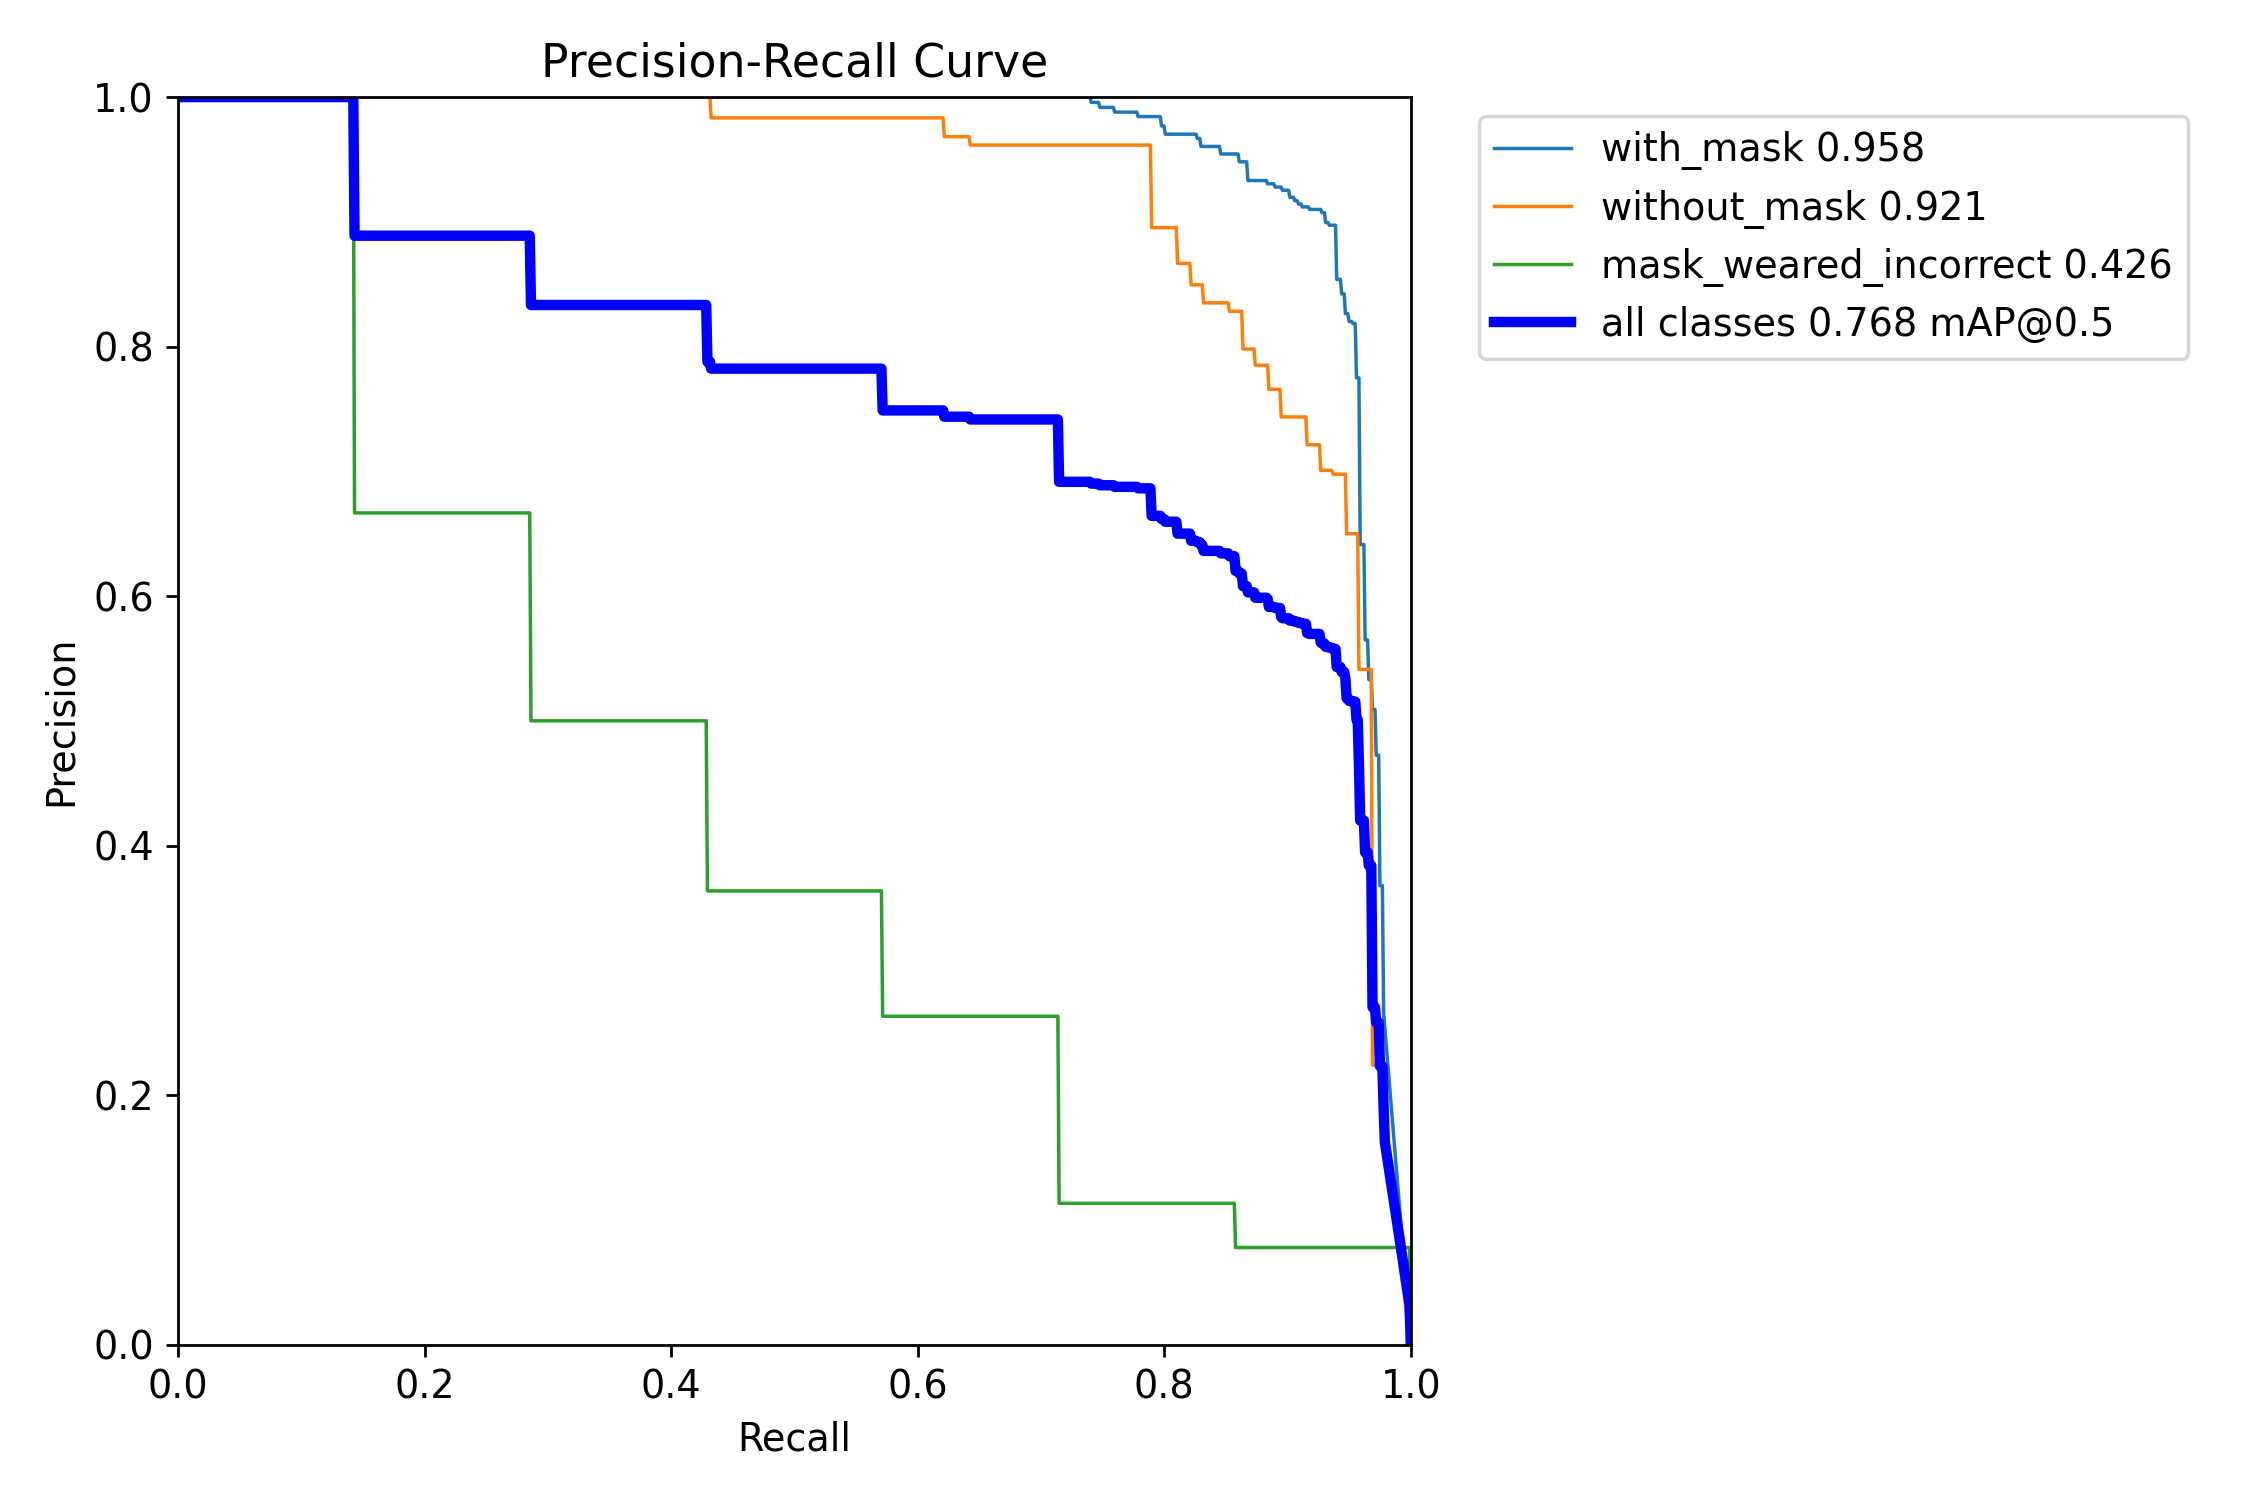 Precision-Recall Curve
1.0
0.8
0.6
0.4
0.2
0.0
Precision
0.0 0.2 0.4 0.6 0.8 1.0
Recall
with_mask 0.958
without_mask 0.921
mask_weared_incorrect 0.426
all classes 0.768 mAP@0.5